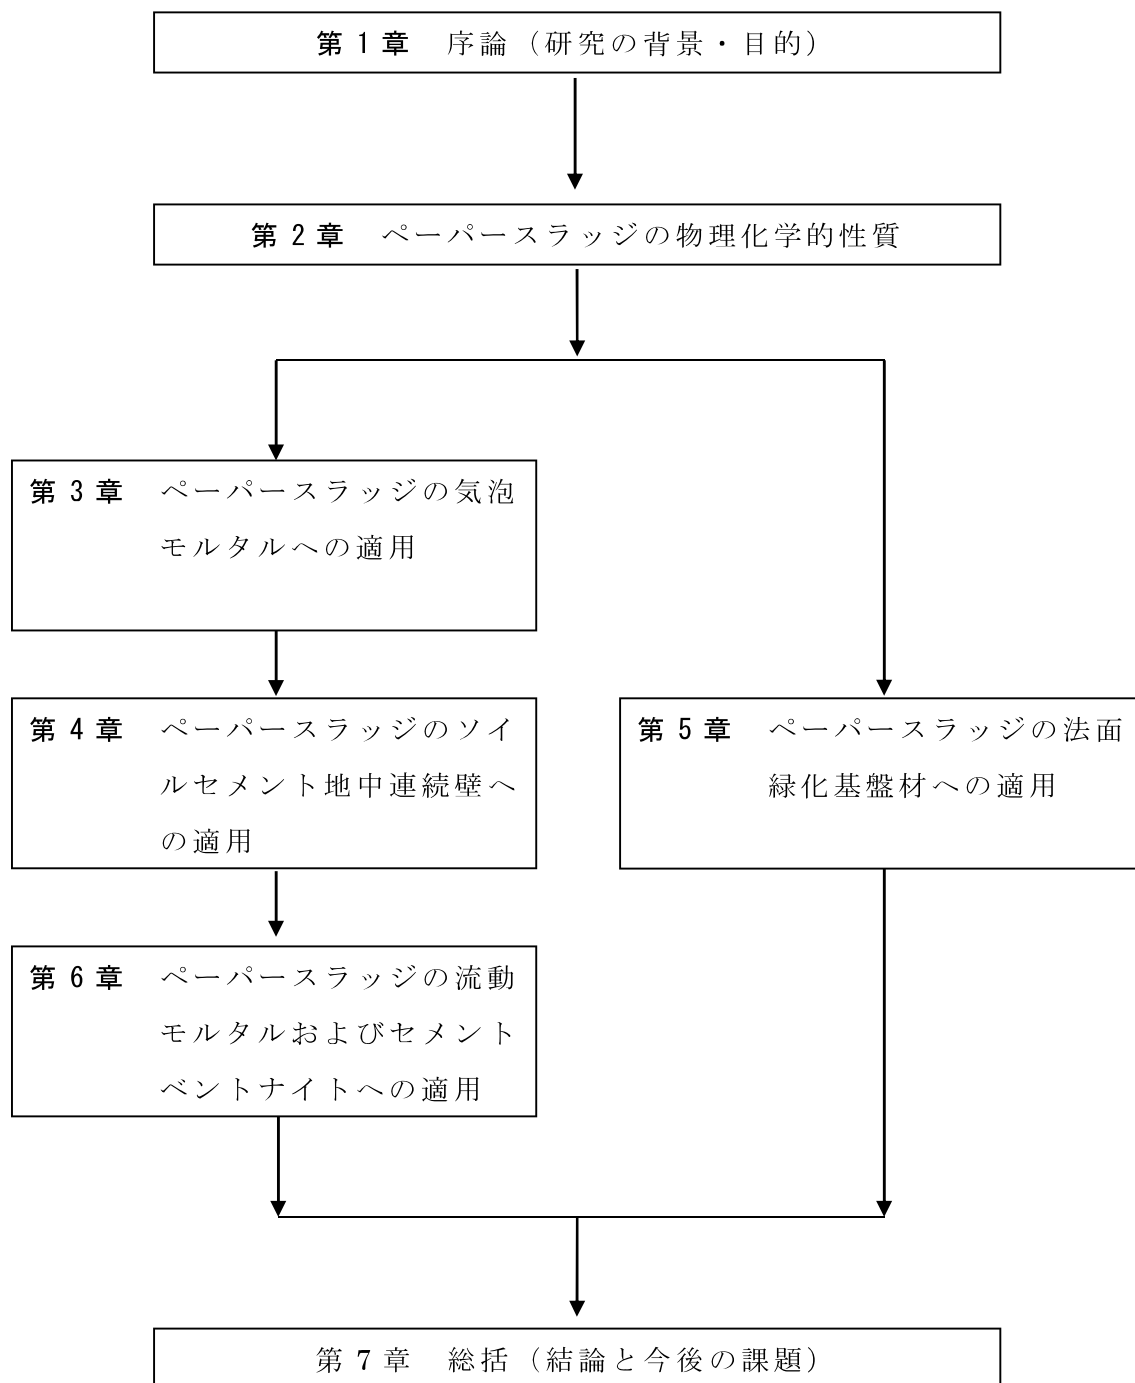 第1章　序論（研究の背景・目的）
第2章　ペーパースラッジの物理化学的性質
第3章　ペーパースラッジの気泡
モルタルへの適用
第4章　ペーパースラッジのソイ
ルセメント地中連続壁へ
の適用
第5章　ペーパースラッジの法面
緑化基盤材への適用
第6章　ペーパースラッジの流動
モルタルおよびセメント
ベントナイトへの適用
第7章　総括（結論と今後の課題）